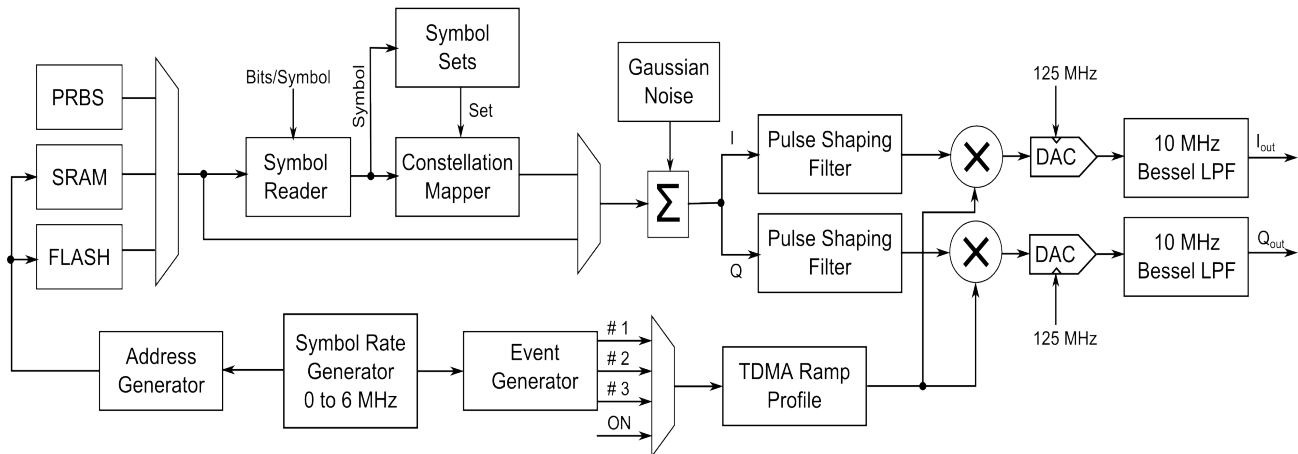 PRBS
SRAM
FLASH
Bits/Symbol
Symbol
Reader
Symbol
Symbol
Sets
Set
Constellation
Mapper
Gaussian
Noise
Σ
I
Q
Pulse Shaping
Filter
Pulse Shaping
Filter
×
×
125 MHz
DAC
10 MHz
Bessel LPF
Iout
DAC
125 MHz
10 MHz
Bessel LPF
Qout
Address
Generator
Symbol Rate
Generator
0 to 6 MHz
Event
Generator
# 1
# 2
# 3
ON
TDMA Ramp
Profile